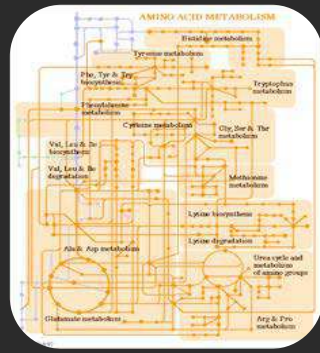 AMINO ACID METABOLISM
Histidine metabolism
Tyrosine metabolism
Phe, Tyr & Trp
biosynthesis
Tryptophan
metabolism
Phenylalanine
metabolism
Cysteine metabolism
Gly, Ser & Thr
metabolism
Val, Leu & Ile
biosynthesis
Val, Leu & Ile
degradation
Methionine
metabolism
Lysine biosynthesis
Lysine degradation
Ala & Asp metabolism
Urea cycle and
metabolism
of amino groups
Glutamate metabolism
Arg & Pro
metabolism